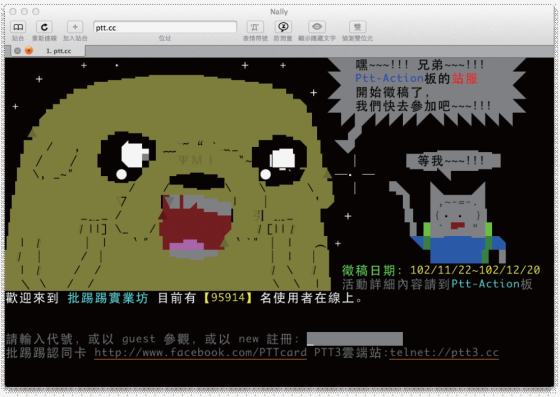 Nally
ptt.cc
站台
重新連線
加入站台
位址
表情符號
防閒置
顯示隱藏文字
偵測雙位元
1. ptt.cc
嘿~~~!!! 兄弟~~~!!!
Ptt-Action板的站服
開始徵稿了,
我們快去參加吧~~~!!!
等我~~~!!!
徵稿日期: 102/11/22~102/12/20
活動詳細內容請到Ptt-Action板
歡迎來到 批踢踢實業坊 目前有【95914】名使用者在線上。
請輸入代號, 或以 guest 參觀, 或以 new 註冊:
批踢踢認同卡 http://www.facebook.com/PTTcard PTT3雲端站:telnet://ptt3.cc